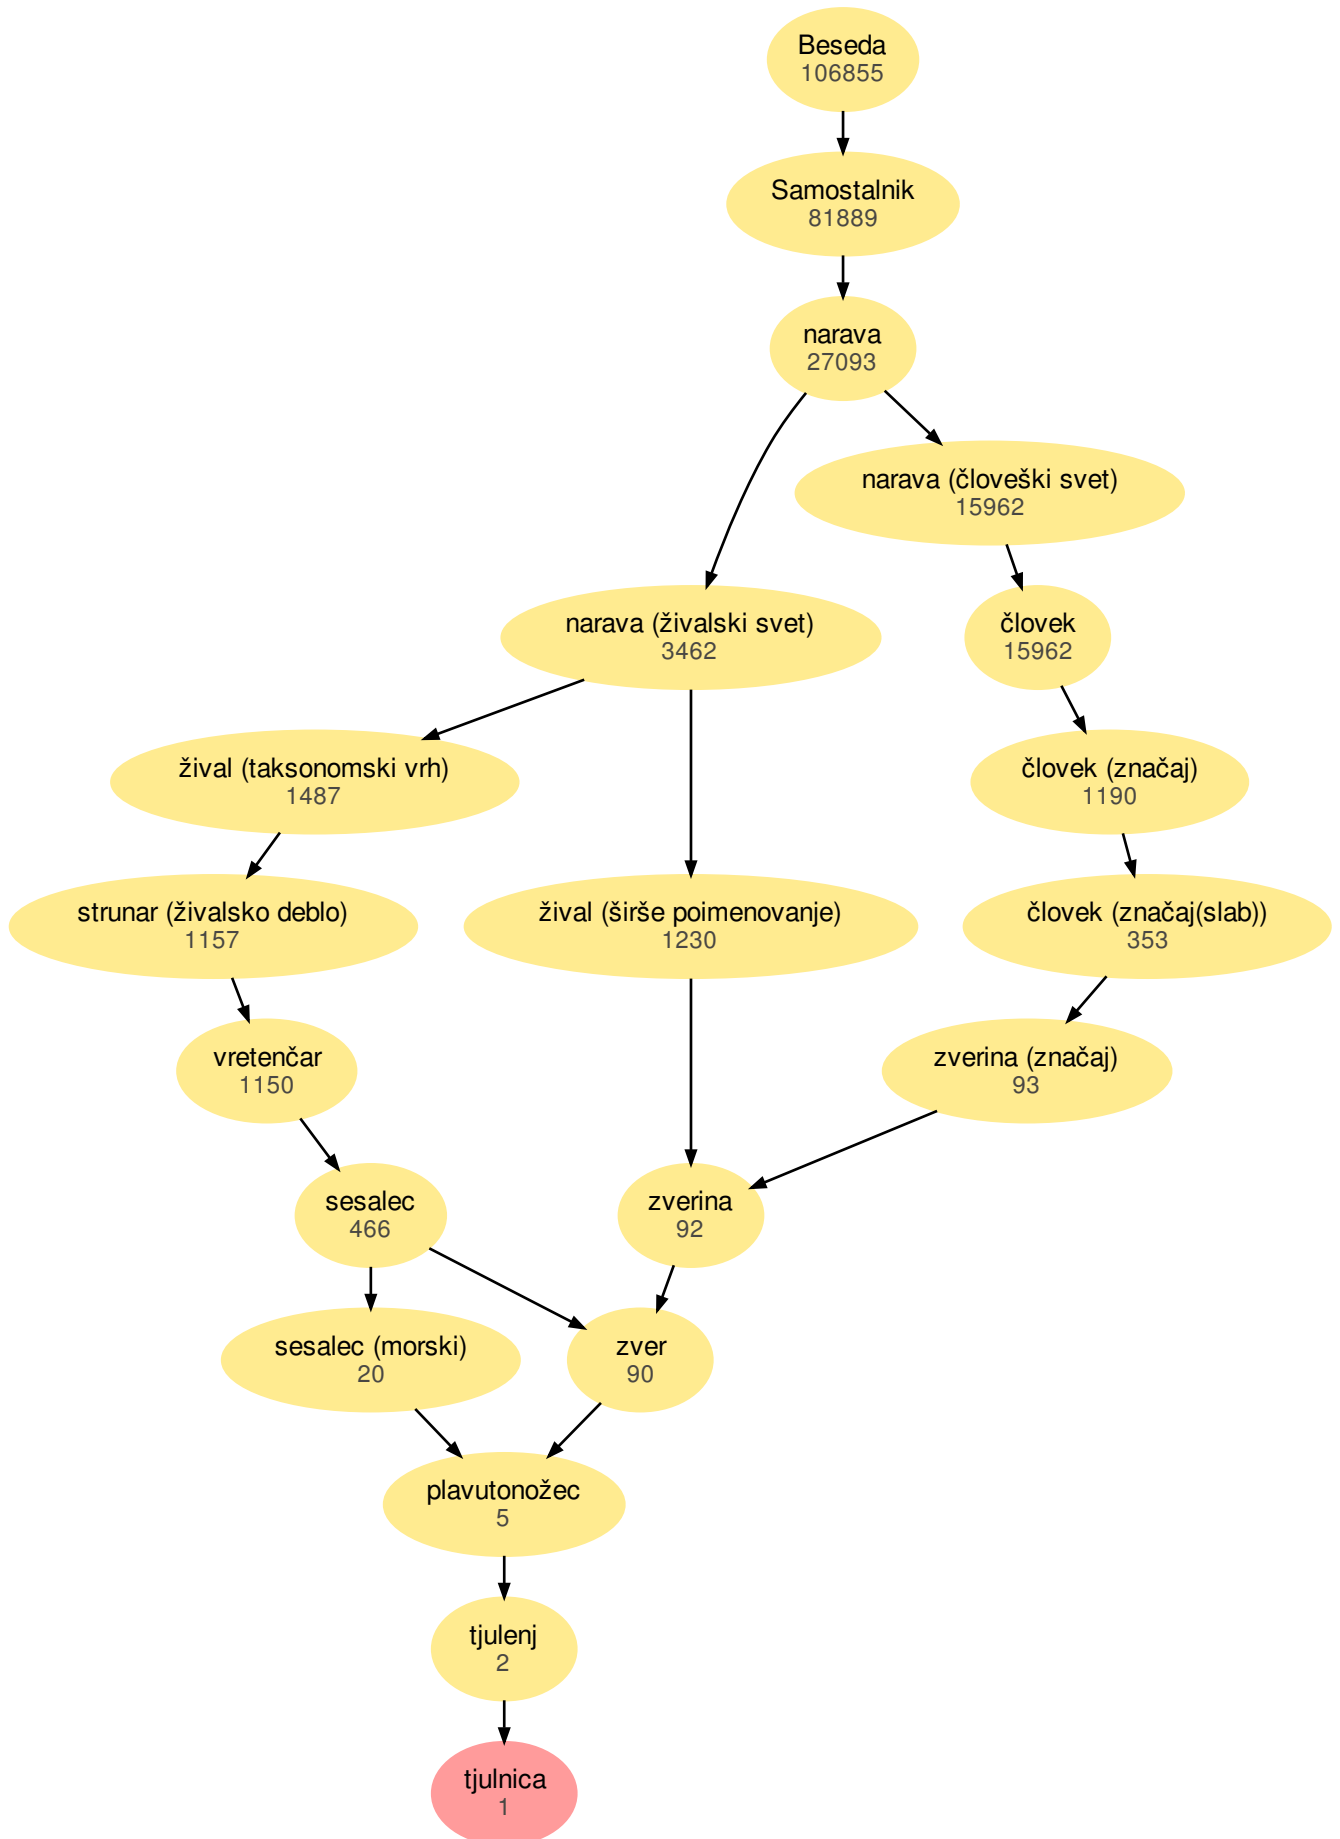 Beseda
106855
Samostalnik
81889
narava
27093
narava (človeški svet)
15962
narava (živalski svet)
3462
človek
15962
žival (taksonomski vrh)
1487
človek (značaj)
1190
strunar (živalsko deblo)
1157
žival (širše poimenovanje)
1230
človek (značaj(slab))
353
vretenčar
1150
zverina (značaj)
93
sesalec
466
zverina
92
sesalec (morski)
20
zver
90
plavutonožec
5
tjulenj
2
tjulnica
1